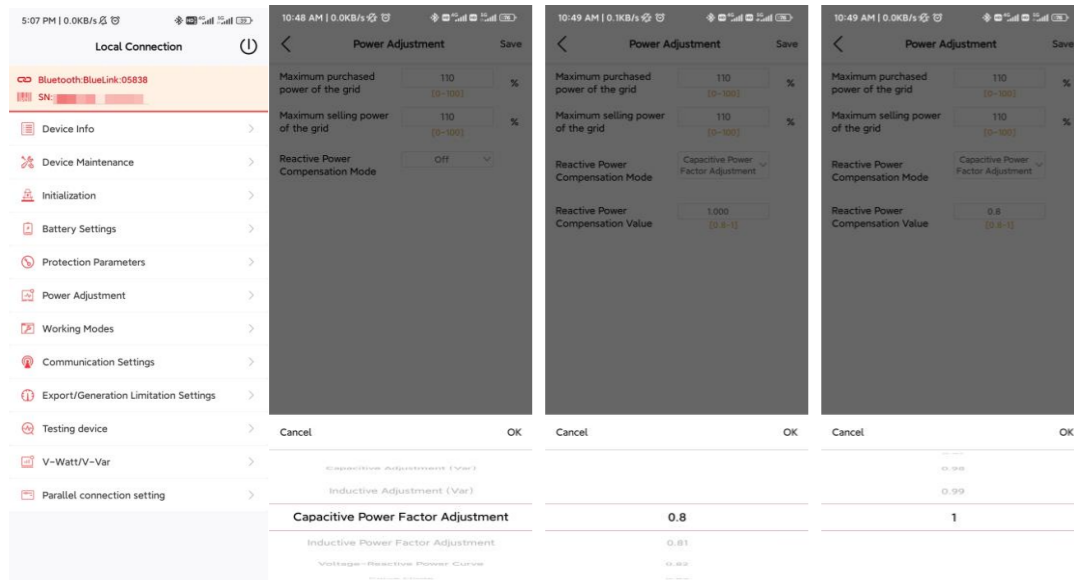 5:07 PM | 0.0KB/s
Local Connection
Bluetooth:BlueLink:05838
SN:
Device Info
Device Maintenance
Initialization
Battery Settings
Protection Parameters
Power Adjustment
Working Modes
Communication Settings
Export/Generation Limitation Settings
Testing device
V-Watt/V-Var
Parallel connection setting
10:48 AM | 0.0KB/s
Power Adjustment
Save
Maximum purchased
power of the grid
110
[0~100]
%
Maximum selling power
of the grid
110
[0~100]
%
Reactive Power
Compensation Mode
Off
Cancel
OK
Capacitive Adjustment (Var)
Inductive Adjustment (Var)
Capacitive Power Factor Adjustment
Inductive Power Factor Adjustment
Voltage-Reactive Power Curve
10:49 AM | 0.1KB/s
Power Adjustment
Save
Maximum purchased
power of the grid
110
[0~100]
%
Maximum selling power
of the grid
110
[0~100]
%
Reactive Power
Compensation Mode
Capacitive Power
Factor Adjustment
Reactive Power
Compensation Value
1.000
[0.8~1]
Cancel
OK
0.8
0.81
0.82
10:49 AM | 0.0KB/s
Power Adjustment
Save
Maximum purchased
power of the grid
110
[0~100]
%
Maximum selling power
of the grid
110
[0~100]
%
Reactive Power
Compensation Mode
Capacitive Power
Factor Adjustment
Reactive Power
Compensation Value
0.8
[0.8~1]
Cancel
OK
0.98
0.99
1